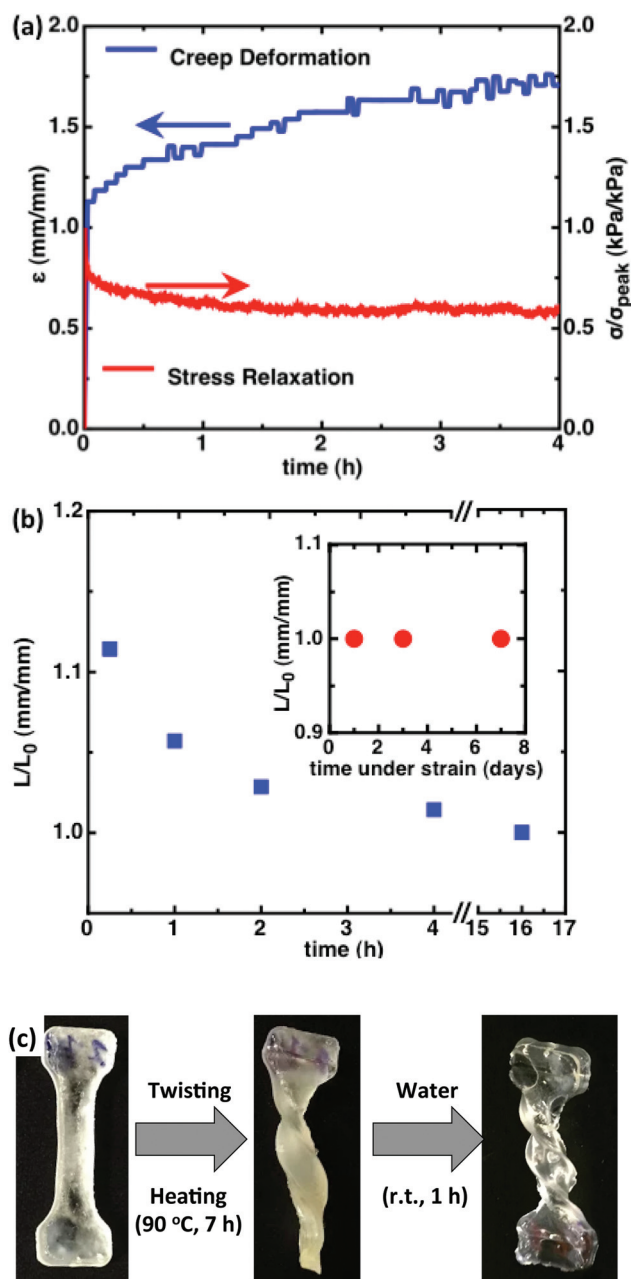 (a)
2.0
2.0
Creep Deformation
1.5
1.5
ε (mm/mm)
1.0
1.0
σ/σpeak (kPa/kPa)
0.5
0.5
Stress Relaxation
0.0
0.0
0
1
2
3
4
time (h)
(b)
1.2
1.1
L/L0 (mm/mm)
1.0
0
1
2
3
4
//
//
15
16
17
time (h)
1.1
L/L0 (mm/mm)
1.0
0.9
0
2
4
6
8
time under strain (days)
(c)
Twisting
Heating
(90 ºC, 7 h)
Water
(r.t., 1 h)